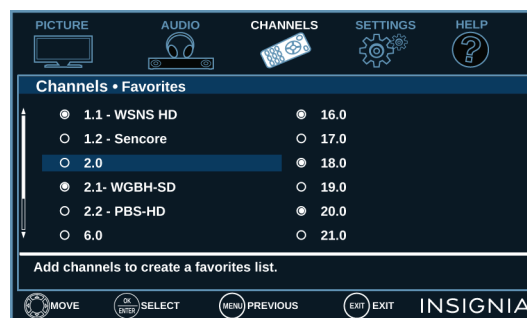 PICTURE AUDIO CHANNELS SETTINGS HELP
Channels • Favorites
1.1 - WSNS HD 16.0
1.2 - Sencore 17.0
2.0 18.0
2.1- WGBH-SD 19.0
2.2 - PBS-HD 20.0
6.0 21.0
Add channels to create a favorites list.
MOVE OK ENTER SELECT MENU PREVIOUS EXIT EXIT INSIGNIA